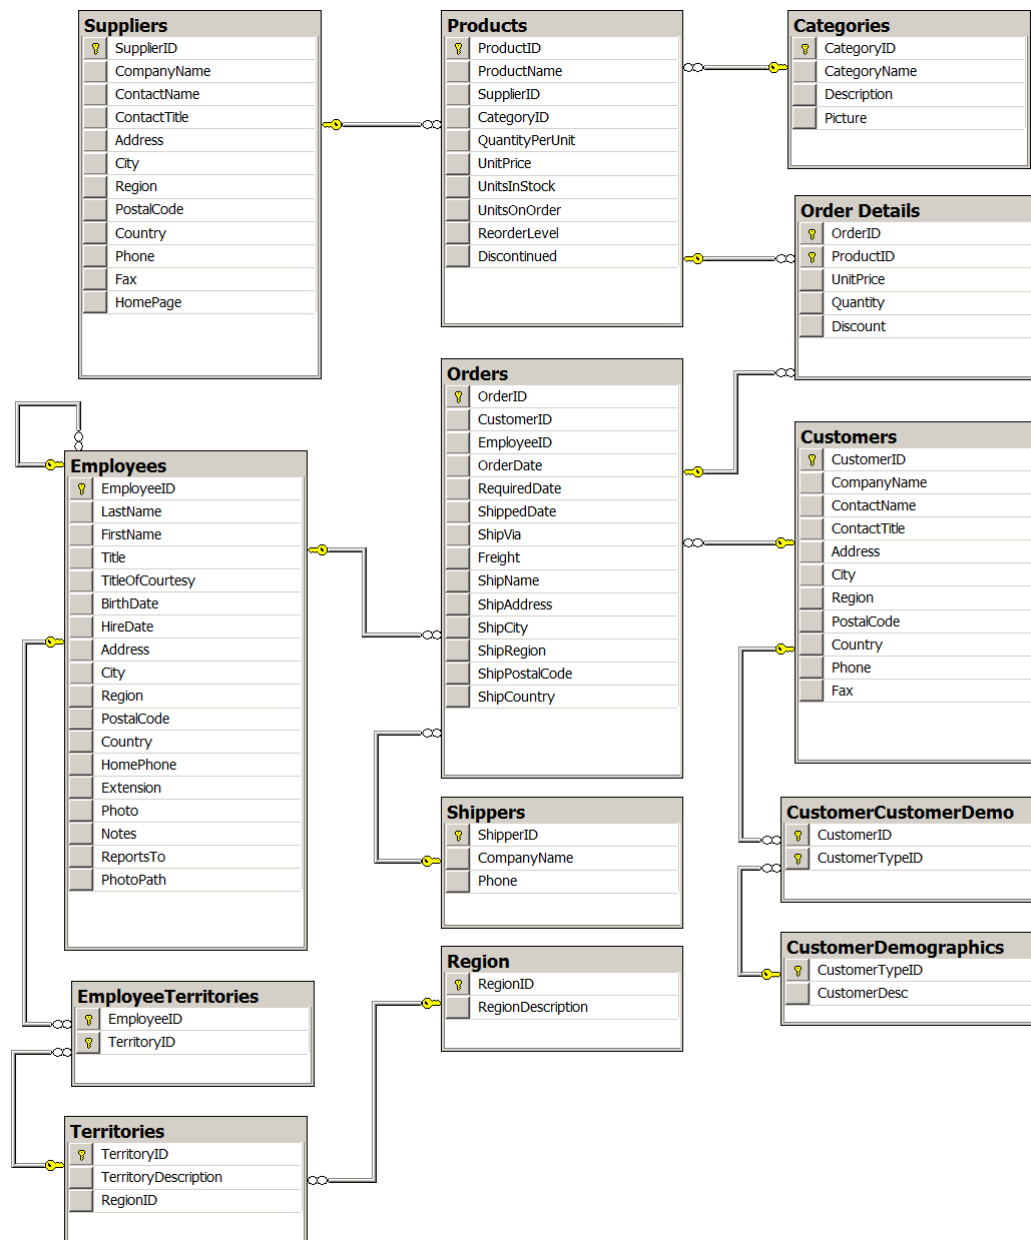 Suppliers
SupplierID
CompanyName
ContactName
ContactTitle
Address
City
Region
PostalCode
Country
Phone
Fax
HomePage
Products
ProductID
ProductName
SupplierID
CategoryID
QuantityPerUnit
UnitPrice
UnitsInStock
UnitsOnOrder
ReorderLevel
Discontinued
Categories
CategoryID
CategoryName
Description
Picture
Order Details
OrderID
ProductID
UnitPrice
Quantity
Discount
Employees
EmployeeID
LastName
FirstName
Title
TitleOfCourtesy
BirthDate
HireDate
Address
City
Region
PostalCode
Country
HomePhone
Extension
Photo
Notes
ReportsTo
PhotoPath
Orders
OrderID
CustomerID
EmployeeID
OrderDate
RequiredDate
ShippedDate
ShipVia
Freight
ShipName
ShipAddress
ShipCity
ShipRegion
ShipPostalCode
ShipCountry
Customers
CustomerID
CompanyName
ContactName
ContactTitle
Address
City
Region
PostalCode
Country
Phone
Fax
Shippers
ShipperID
CompanyName
Phone
CustomerCustomerDemo
CustomerID
CustomerTypeID
CustomerDemographics
CustomerTypeID
CustomerDesc
Region
RegionID
RegionDescription
EmployeeTerritories
EmployeeID
TerritoryID
Territories
TerritoryID
TerritoryDescription
RegionID